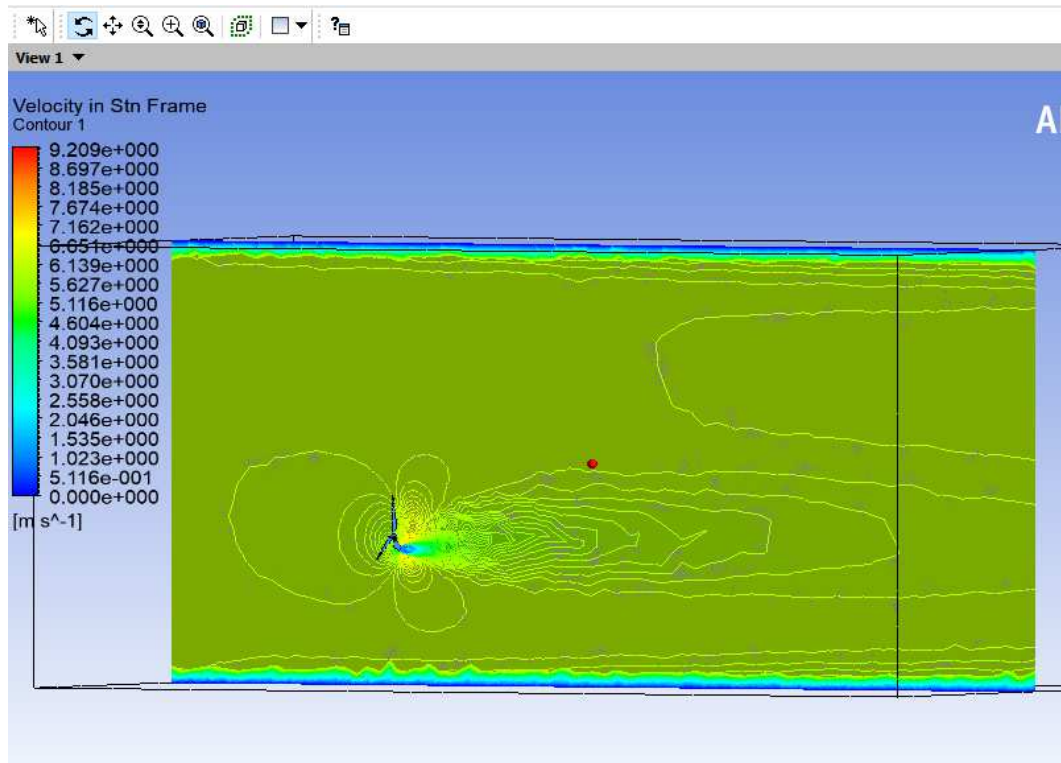 View 1
Velocity in Stn Frame
Contour 1
9.209e+000
8.697e+000
8.185e+000
7.674e+000
7.162e+000
6.651e+000
6.139e+000
5.627e+000
5.116e+000
4.604e+000
4.093e+000
3.581e+000
3.070e+000
2.558e+000
2.046e+000
1.535e+000
1.023e+000
5.116e-001
0.000e+000
[m s^-1]
A